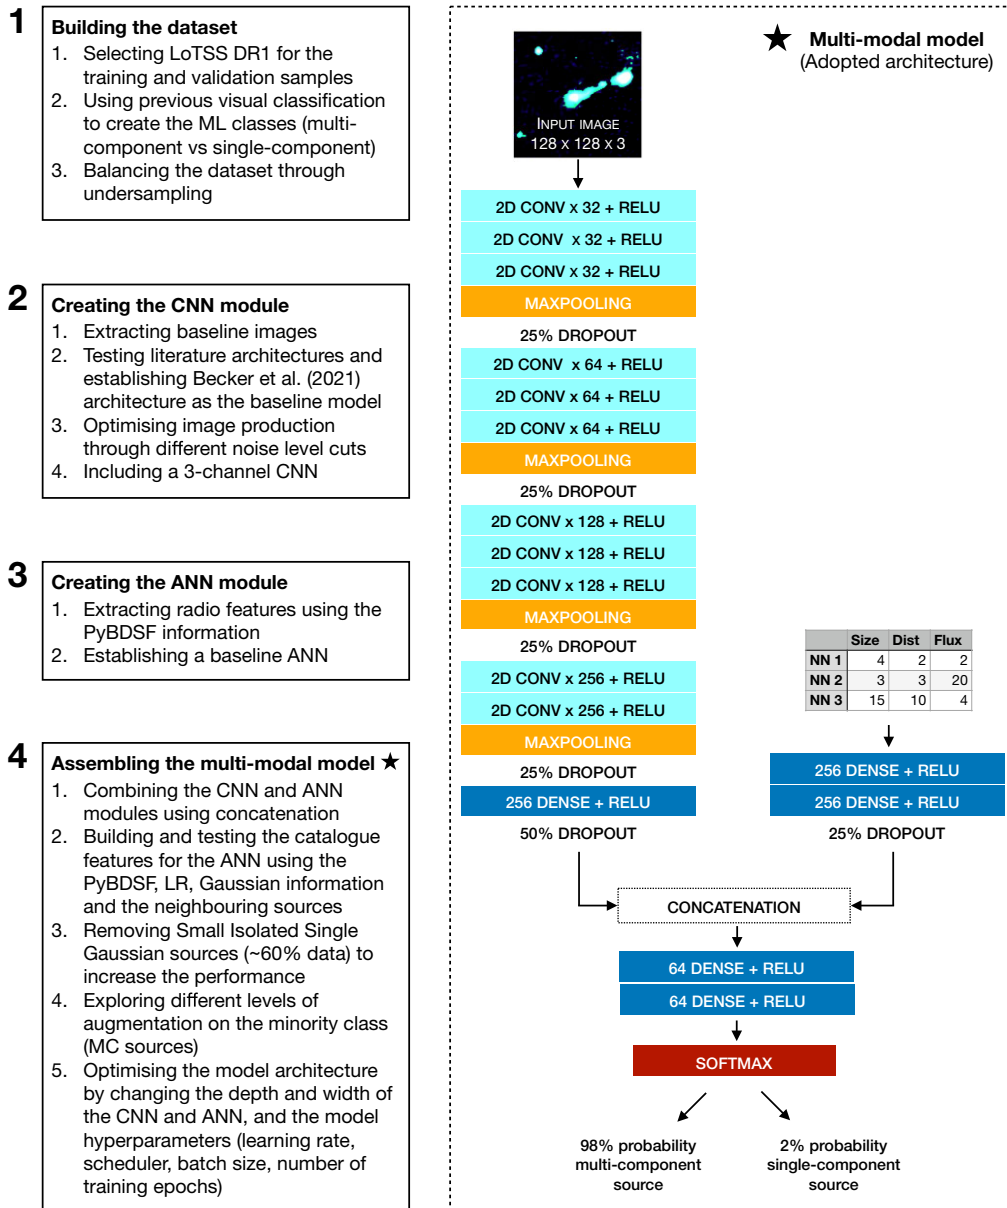 1
Building the dataset
1. Selecting LoTSS DR1 for the
training and validation samples
2. Using previous visual classification
to create the ML classes (multi-
component vs single-component)
3. Balancing the dataset through
undersampling
2
Creating the CNN module
1. Extracting baseline images
2. Testing literature architectures and
establishing Becker et al. (2021)
architecture as the baseline model
3. Optimising image production
through different noise level cuts
4. Including a 3-channel CNN
3
Creating the ANN module
1. Extracting radio features using the
PyBDSF information
2. Establishing a baseline ANN
4
Assembling the multi-modal model ★
1. Combining the CNN and ANN
modules using concatenation
2. Building and testing the catalogue
features for the ANN using the
PyBDSF, LR, Gaussian information
and the neighbouring sources
3. Removing Small Isolated Single
Gaussian sources (~60% data) to
increase the performance
4. Exploring different levels of
augmentation on the minority class
(MC sources)
5. Optimising the model architecture
by changing the depth and width of
the CNN and ANN, and the model
hyperparameters (learning rate,
scheduler, batch size, number of
training epochs)
★ Multi-modal model
(Adopted architecture)
INPUT IMAGE
128 x 128 x 3
2D CONV x 32 + RELU
2D CONV x 32 + RELU
2D CONV x 32 + RELU
MAXPOOLING
25% DROPOUT
2D CONV x 64 + RELU
2D CONV x 64 + RELU
2D CONV x 64 + RELU
MAXPOOLING
25% DROPOUT
2D CONV x 128 + RELU
2D CONV x 128 + RELU
2D CONV x 128 + RELU
MAXPOOLING
25% DROPOUT
2D CONV x 256 + RELU
2D CONV x 256 + RELU
MAXPOOLING
25% DROPOUT
256 DENSE + RELU
50% DROPOUT
Size Dist Flux
NN 1 4 2 2
NN 2 3 3 20
NN 3 15 10 4
256 DENSE + RELU
256 DENSE + RELU
25% DROPOUT
CONCATENATION
64 DENSE + RELU
64 DENSE + RELU
SOFTMAX
98% probability
multi-component
source
2% probability
single-component
source